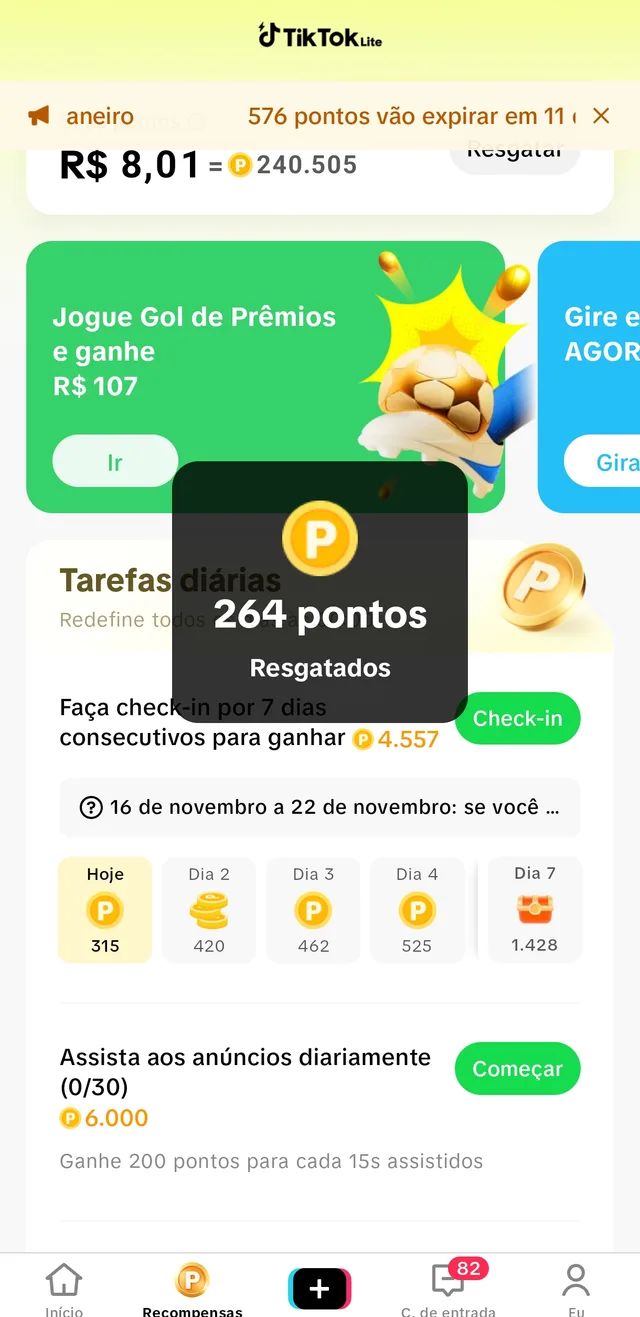 TikTok Lite
aneiro 576 pontos vão expirar em 11
R$ 8,01 = P 240.505
Resgatar
Jogue Gol de Prêmios
e ganhe
R$ 107
Ir
Gire e
AGOR
Gira
P
264 pontos
Resgatados
Tarefas diárias
Redefine todos
Faça check-in por 7 dias
consecutivos para ganhar P 4.557
Check-in
? 16 de novembro a 22 de novembro: se você ...
Hoje
P
315
Dia 2
420
Dia 3
P
462
Dia 4
P
525
Dia 7
1.428
Assista aos anúncios diariamente
(0/30)
P 6.000
Começar
Ganhe 200 pontos para cada 15s assistidos
Início
P
Recompensas
82
C. de entrada
Eu